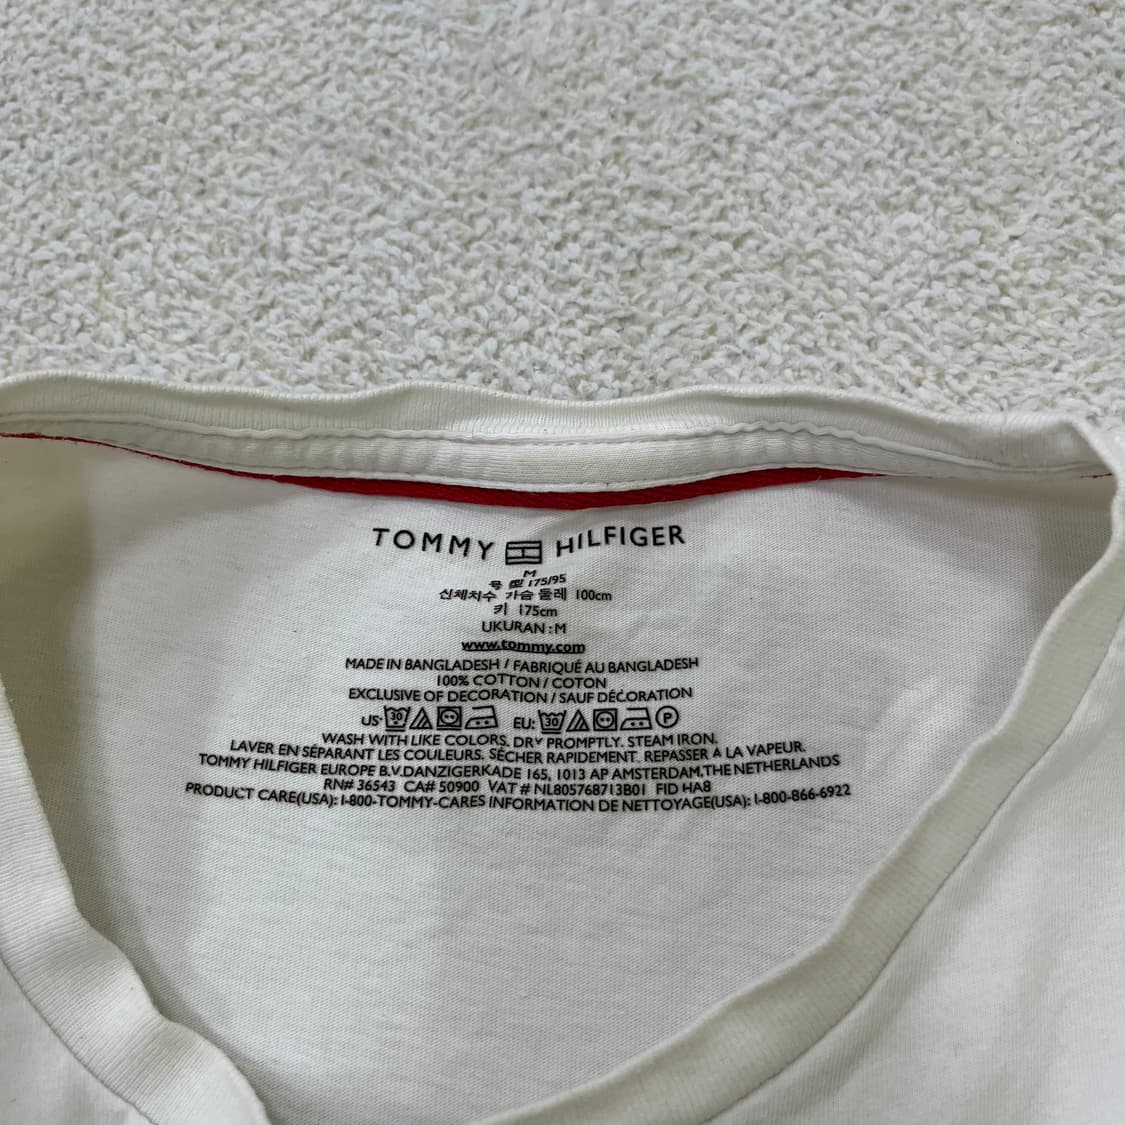 TOMMY HILFIGER
M
号 型 175/95
신체치수 가슴 둘레 100cm
키 175cm
UKURAN : M
www.tommy.com
MADE IN BANGLADESH / FABRIQUÉ AU BANGLADESH
100% COTTON / COTON
EXCLUSIVE OF DECORATION / SAUF DÉCORATION
US: 30 EU: 30 P
WASH WITH LIKE COLORS. DRY PROMPTLY. STEAM IRON.
LAVER EN SÉPARANT LES COULEURS. SÉCHER RAPIDEMENT. REPASSER À LA VAPEUR.
TOMMY HILFIGER EUROPE B.V.DANZIGERKADE 165, 1013 AP AMSTERDAM,THE NETHERLANDS
RN# 36543 CA# 50900 VAT # NL805768713B01 FID HA8
PRODUCT CARE(USA): 1-800-TOMMY-CARES INFORMATION DE NETTOYAGE(USA): 1-800-866-6922